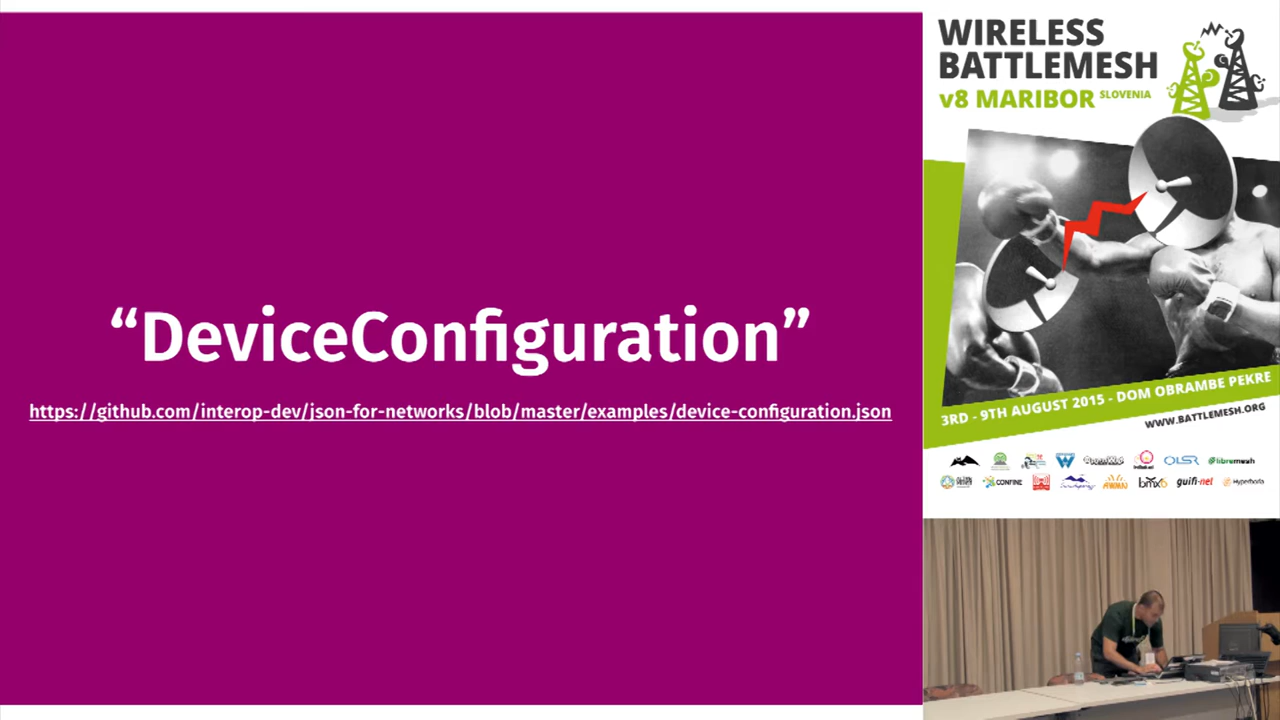 “DeviceConfiguration”
https://github.com/interop-dev/json-for-networks/blob/master/examples/device-configuration.json
WIRELESS
BATTLEMESH
v8 MARIBOR SLOVENIA
3RD - 9TH AUGUST 2015 - DOM OBRAMBE PEKRE
WWW.BATTLEMESH.ORG
OLSR
libremesh
CONFINE
bmx6
guifi·net
Hyperboria